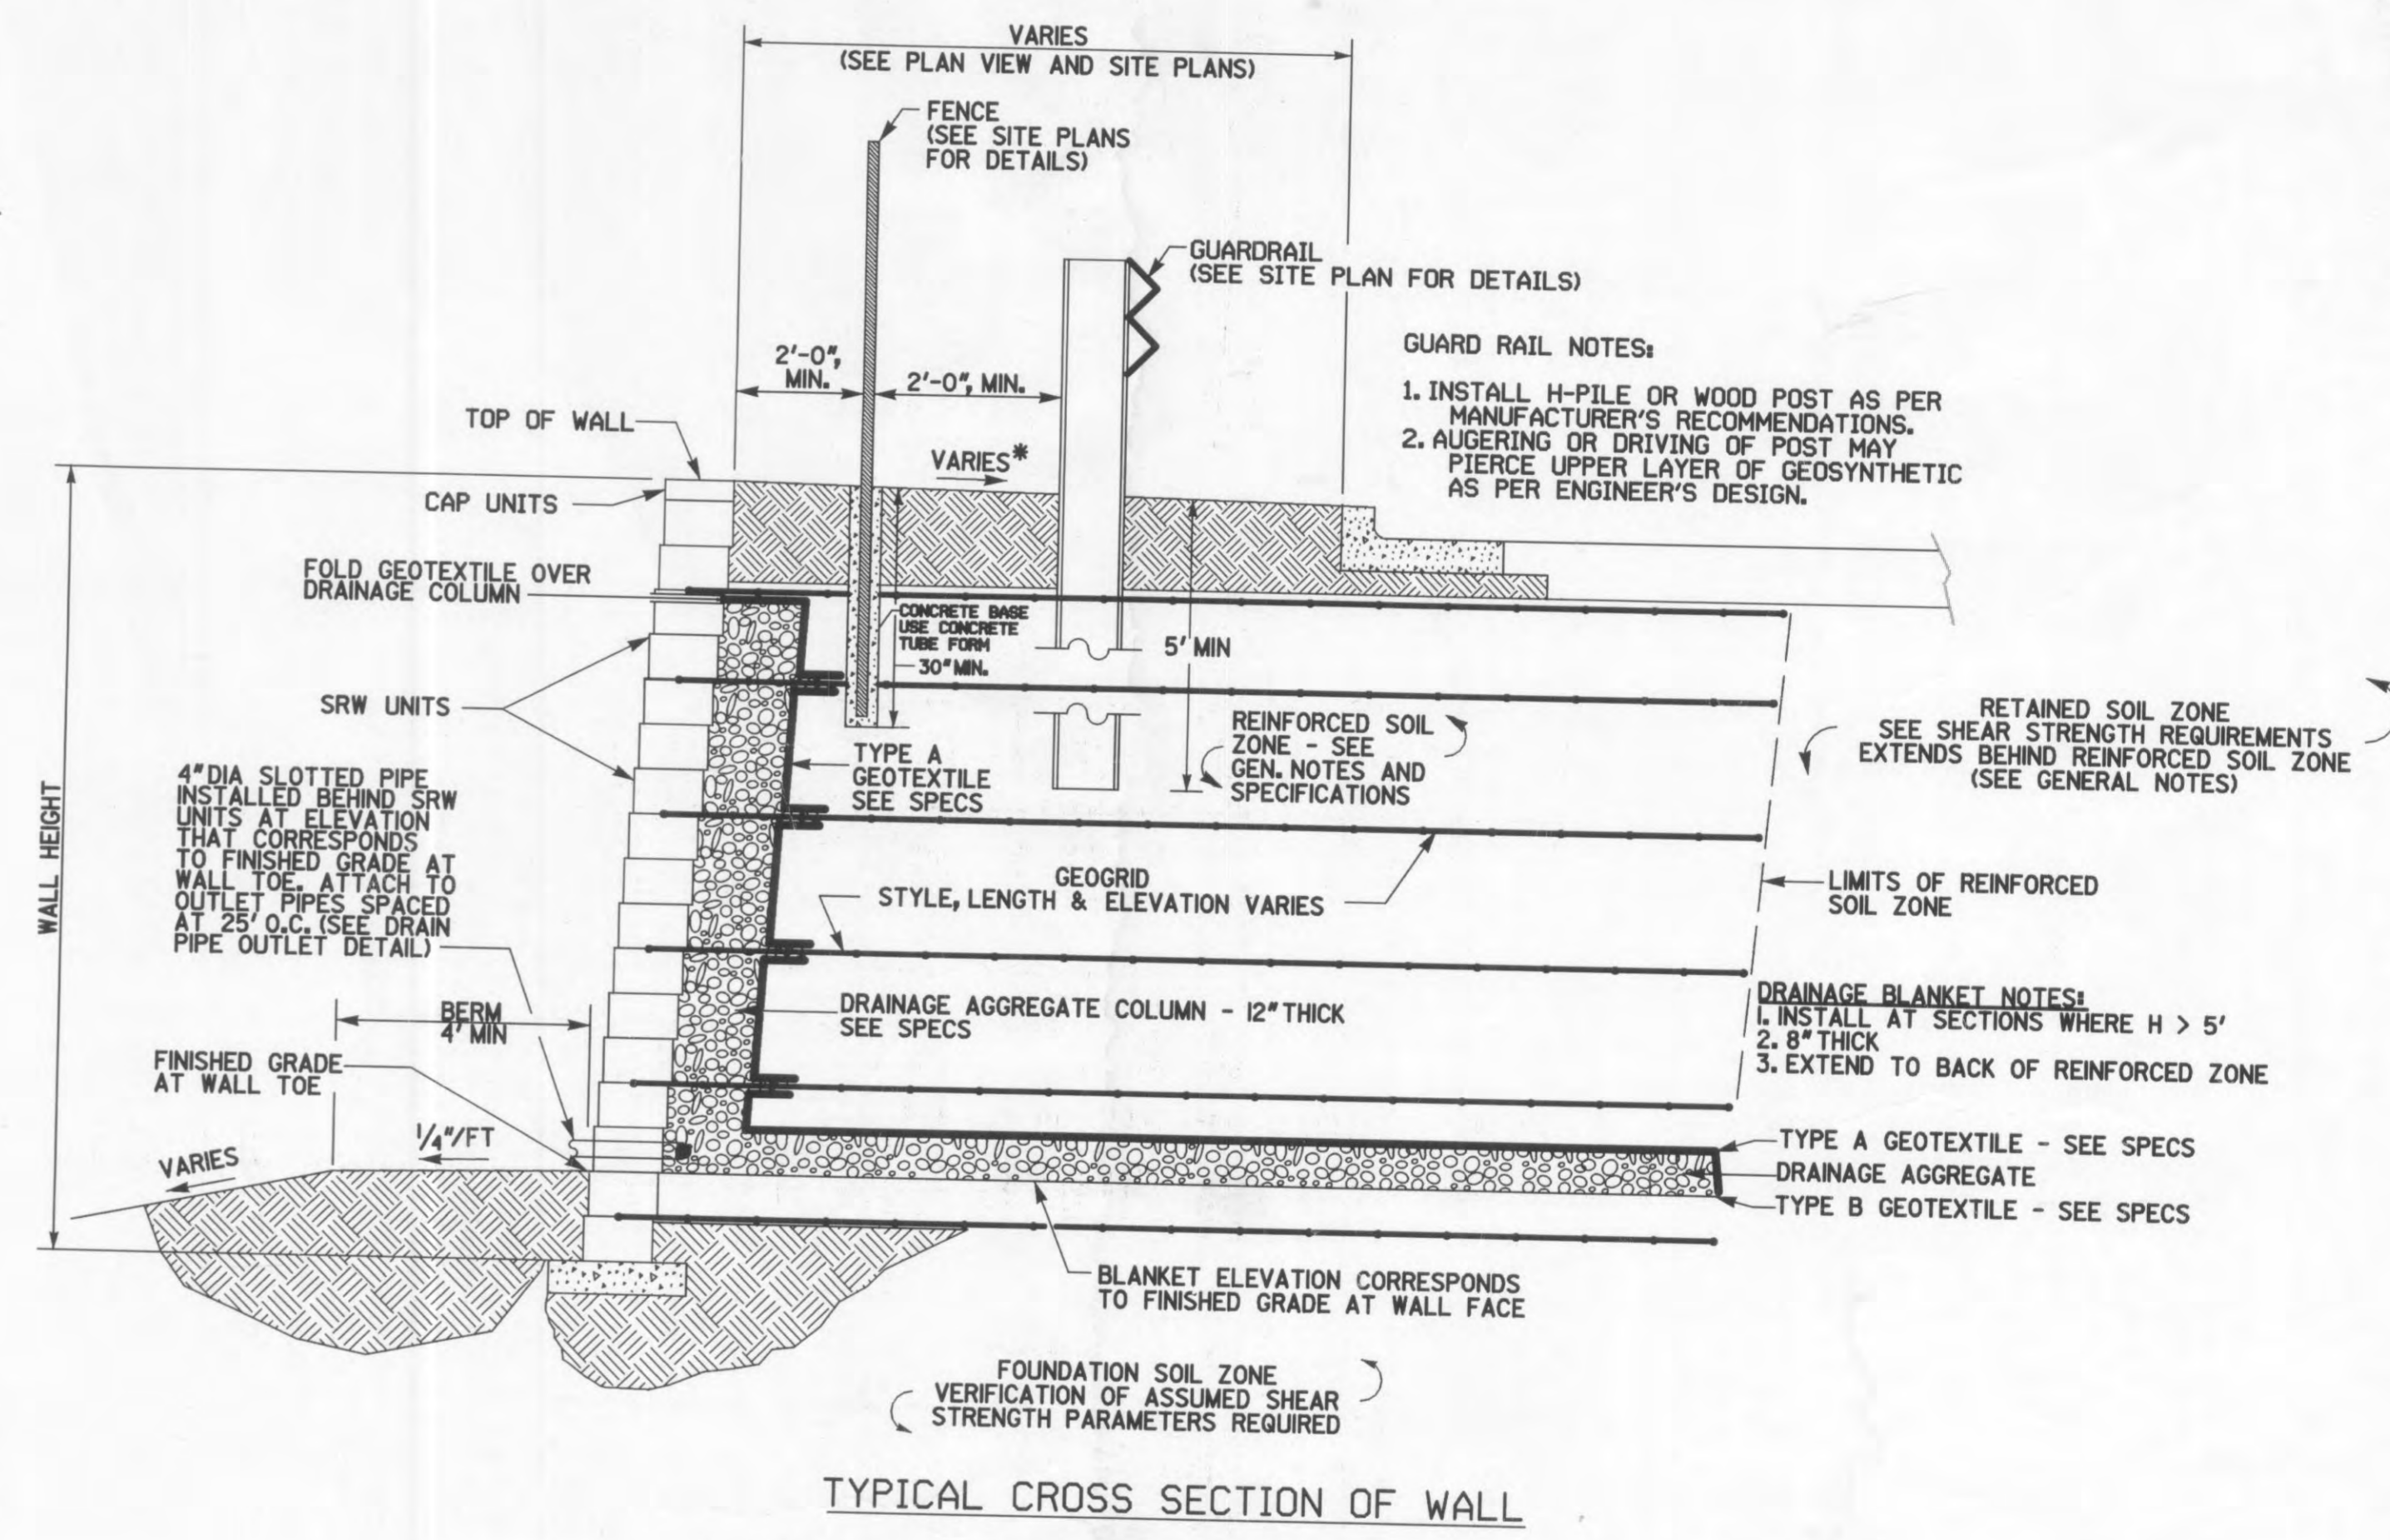 VARIES
(SEE PLAN VIEW AND SITE PLANS)
FENCE
(SEE SITE PLANS
FOR DETAILS)
GUARDRAIL
(SEE SITE PLAN FOR DETAILS)
GUARD RAIL NOTES:
1. INSTALL H-PILE OR WOOD POST AS PER
MANUFACTURER'S RECOMMENDATIONS.
2. AUGERING OR DRIVING OF POST MAY
PIERCE UPPER LAYER OF GEOSYNTHETIC
AS PER ENGINEER'S DESIGN.
2'-0",
MIN.
2'-0", MIN.
TOP OF WALL
VARIES*
CAP UNITS
FOLD GEOTEXTILE OVER
DRAINAGE COLUMN
CONCRETE BASE
USE CONCRETE
TUBE FORM
30" MIN.
5' MIN
SRW UNITS
REINFORCED SOIL
ZONE - SEE
GEN. NOTES AND
SPECIFICATIONS
RETAINED SOIL ZONE
SEE SHEAR STRENGTH REQUIREMENTS
EXTENDS BEHIND REINFORCED SOIL ZONE
(SEE GENERAL NOTES)
TYPE A
GEOTEXTILE
SEE SPECS
4" DIA SLOTTED PIPE
INSTALLED BEHIND SRW
UNITS AT ELEVATION
THAT CORRESPONDS
TO FINISHED GRADE AT
WALL TOE. ATTACH TO
OUTLET PIPES SPACED
AT 25' O.C. (SEE DRAIN
PIPE OUTLET DETAIL)
WALL HEIGHT
GEOGRID
STYLE, LENGTH & ELEVATION VARIES
LIMITS OF REINFORCED
SOIL ZONE
DRAINAGE AGGREGATE COLUMN - 12" THICK
SEE SPECS
DRAINAGE BLANKET NOTES:
1. INSTALL AT SECTIONS WHERE H > 5'
2. 8" THICK
3. EXTEND TO BACK OF REINFORCED ZONE
BERM
4' MIN
FINISHED GRADE
AT WALL TOE
1/4"/FT
VARIES
TYPE A GEOTEXTILE - SEE SPECS
DRAINAGE AGGREGATE
TYPE B GEOTEXTILE - SEE SPECS
BLANKET ELEVATION CORRESPONDS
TO FINISHED GRADE AT WALL FACE
FOUNDATION SOIL ZONE
VERIFICATION OF ASSUMED SHEAR
STRENGTH PARAMETERS REQUIRED
TYPICAL CROSS SECTION OF WALL